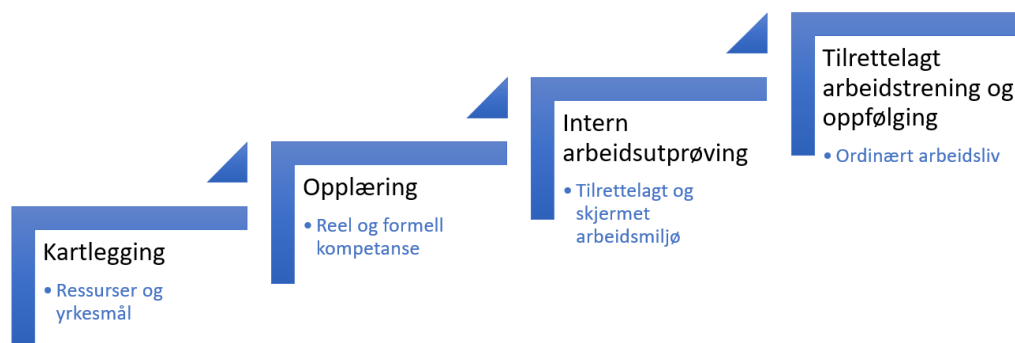 Kartlegging
• Ressurser og
yrkesmål
Opplæring
• Reel og formell
kompetanse
Intern
arbeidsutprøving
• Tilrettelagt og
skjermet
arbeidsmiljø
Tilrettelagt
arbeidstrening og
oppfølging
• Ordinært arbeidsliv